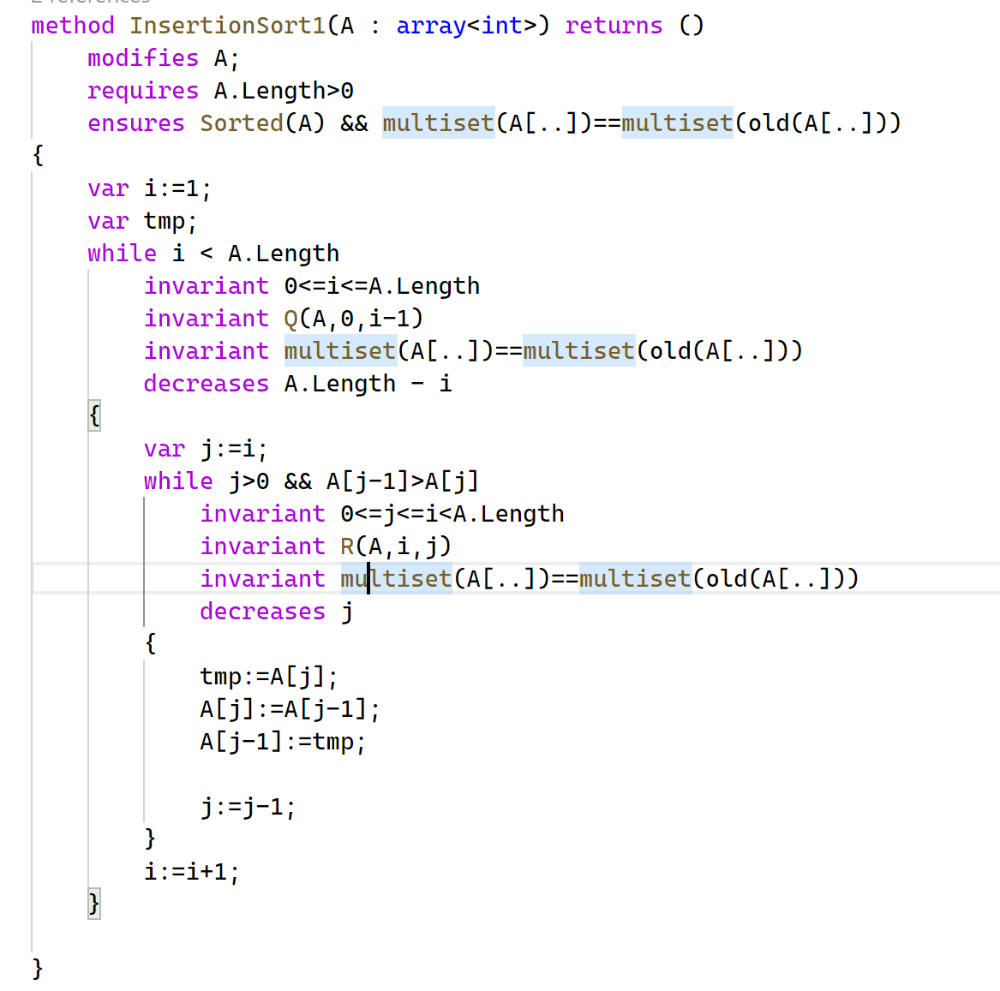 method InsertionSort1(A : array<int>) returns ()
    modifies A;
    requires A.Length>0
    ensures Sorted(A) && multiset(A[..])==multiset(old(A[..]))
{
    var i:=1;
    var tmp;
    while i < A.Length
        invariant 0<=i<=A.Length
        invariant Q(A,0,i-1)
        invariant multiset(A[..])==multiset(old(A[..]))
        decreases A.Length - i
    {
        var j:=i;
        while j>0 && A[j-1]>A[j]
            invariant 0<=j<=i<A.Length
            invariant R(A,i,j)
            invariant multiset(A[..])==multiset(old(A[..]))
            decreases j
        {
            tmp:=A[j];
            A[j]:=A[j-1];
            A[j-1]:=tmp;

            j:=j-1;
        }
        i:=i+1;
    }

}